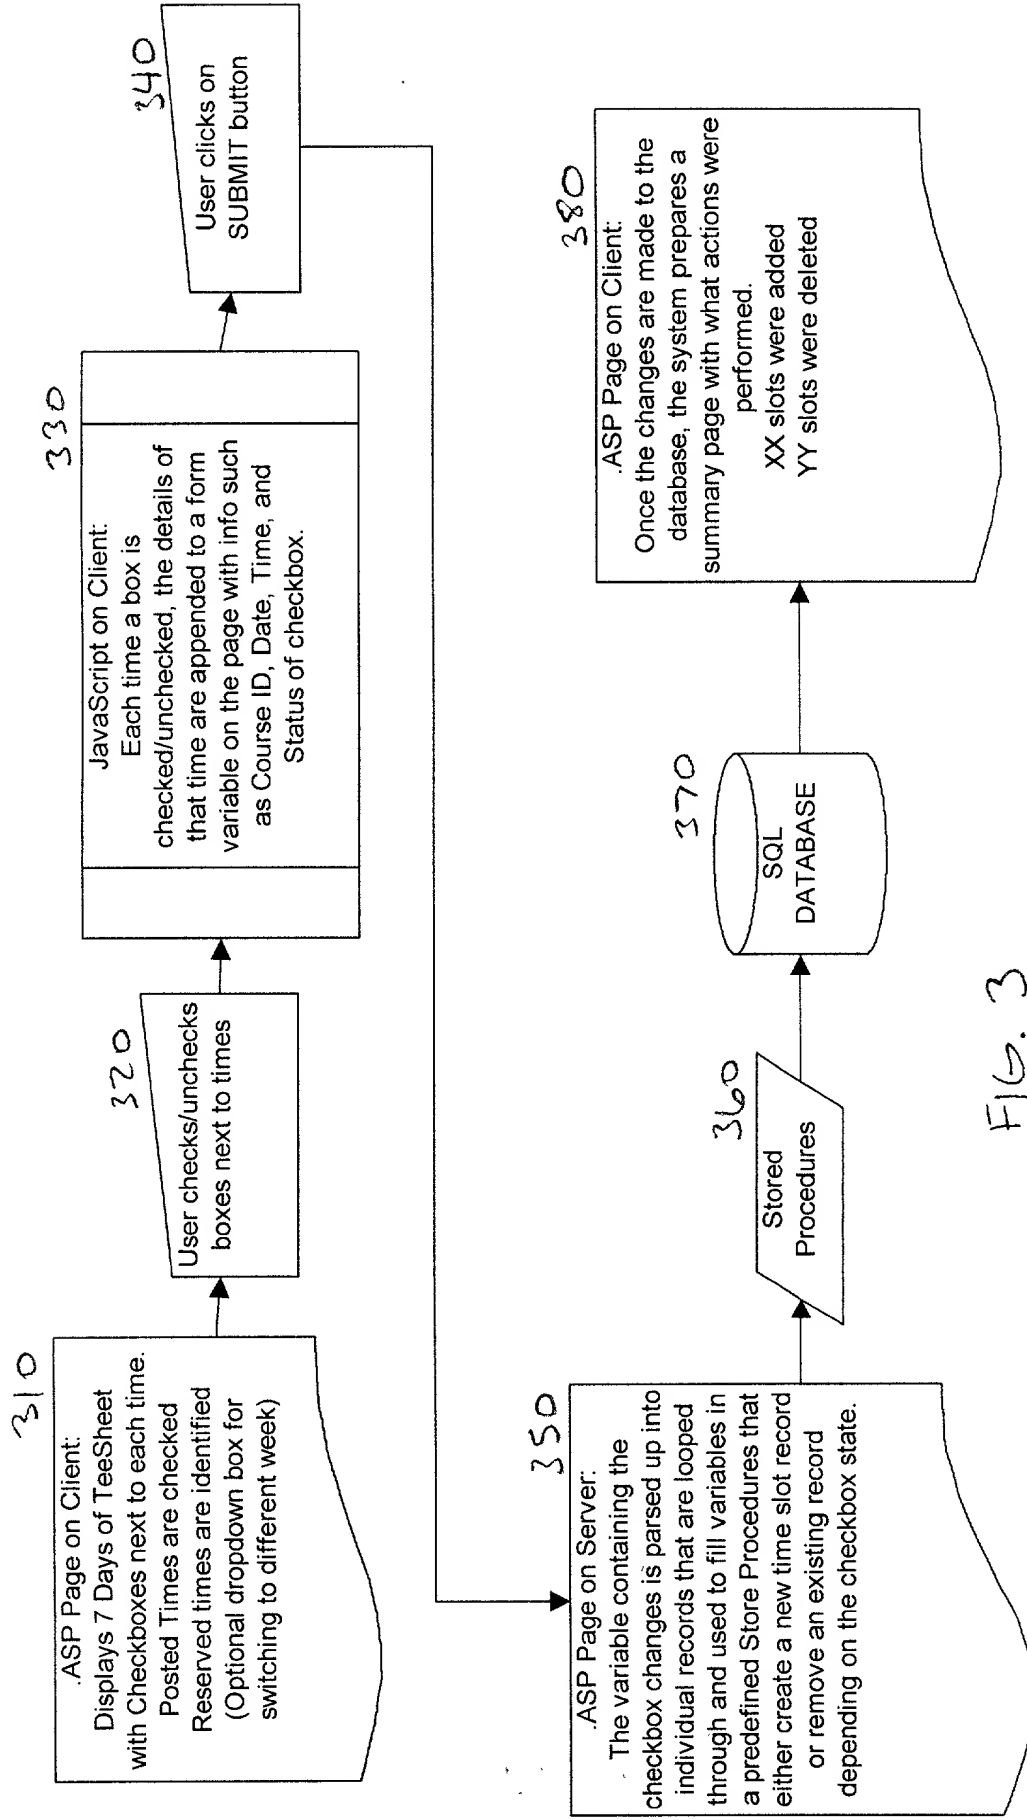 310
.ASP Page on Client:
Displays 7 Days of TeeSheet
with Checkboxes next to each time.
Posted Times are checked
Reserved times are identified
(Optional dropdown box for
switching to different week)
320
User checks/unchecks
boxes next to times
330
JavaScript on Client:
Each time a box is
checked/unchecked, the details of
that time are appended to a form
variable on the page with info such
as Course ID, Date, Time, and
Status of checkbox.
340
User clicks on
SUBMIT button
350
.ASP Page on Server:
The variable containing the
checkbox changes is parsed up into
individual records that are looped
through and used to fill variables in
a predefined Store Procedures that
either create a new time slot record
or remove an existing record
depending on the checkbox state.
360
Stored
Procedures
370
SQL
DATABASE
380
.ASP Page on Client:
Once the changes are made to the
database, the system prepares a
summary page with what actions were
performed.
XX slots were added
YY slots were deleted
FIG. 3